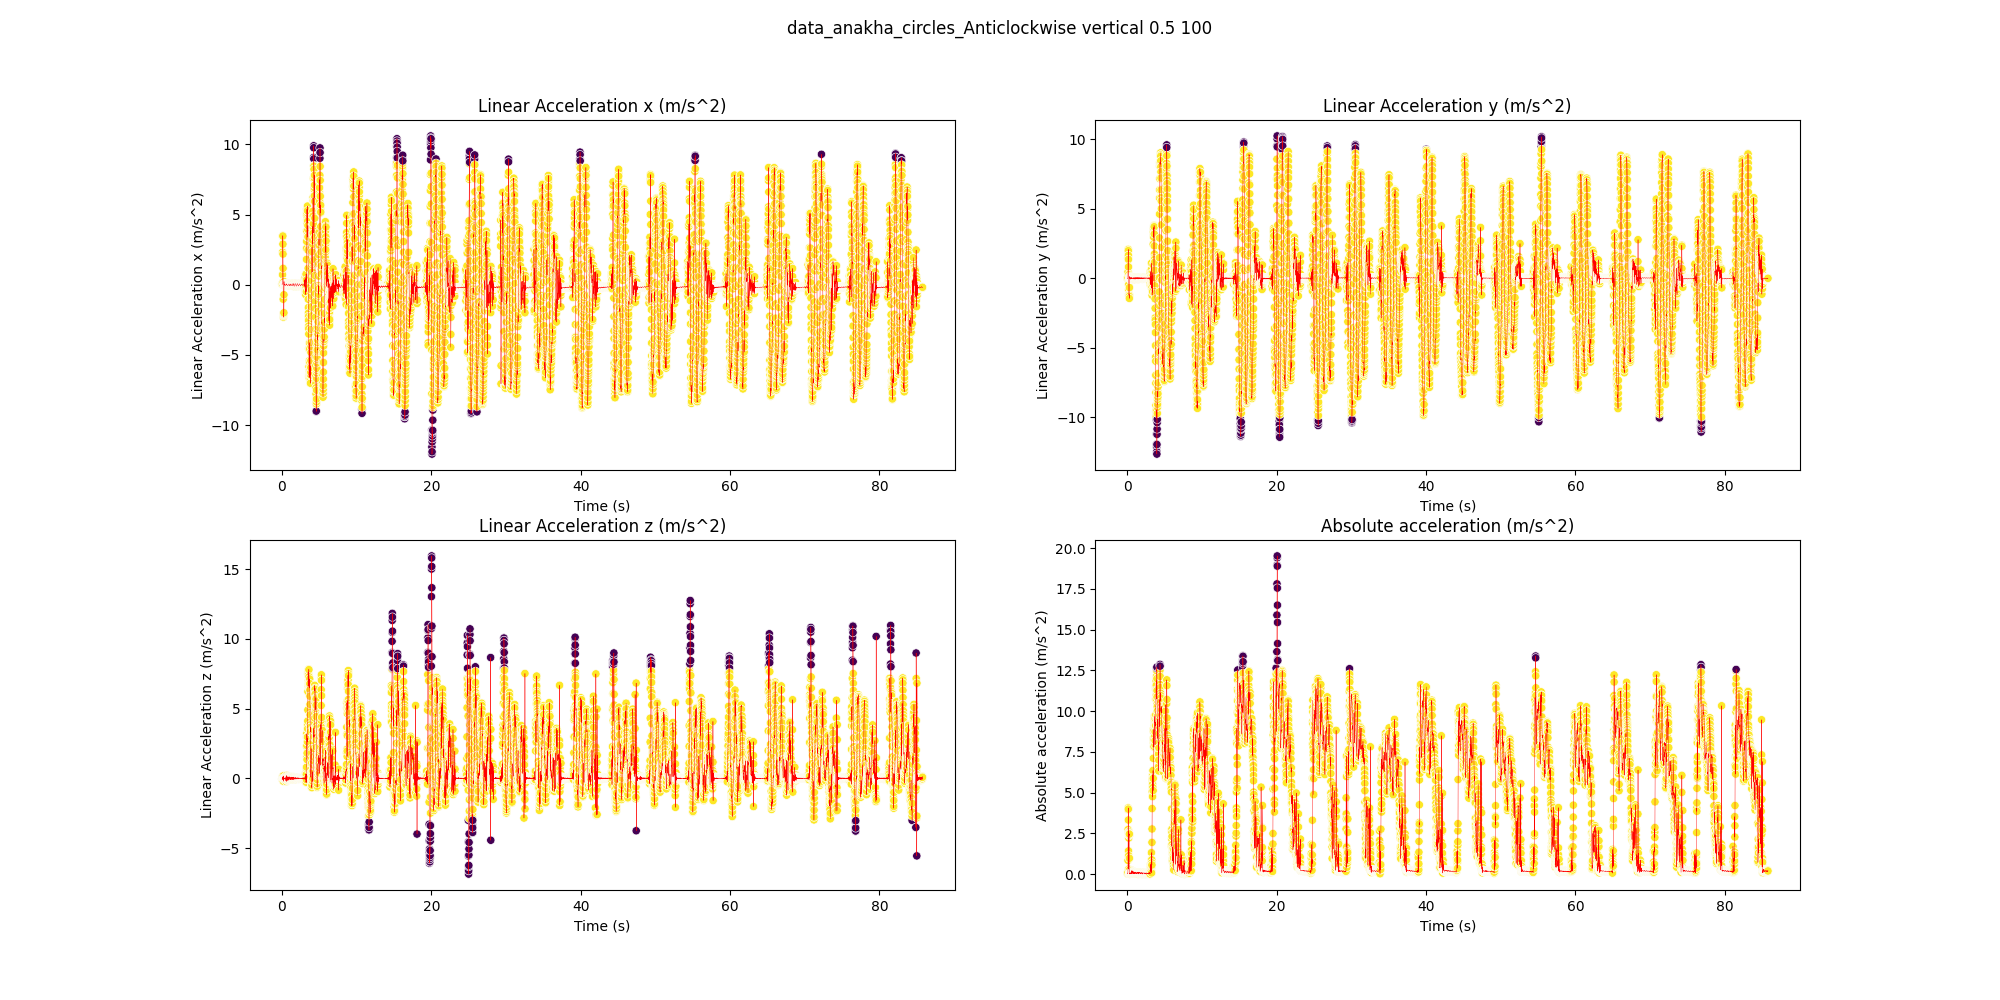 data_anakha_circles_Anticlockwise vertical 0.5 100
Linear Acceleration x (m/s^2)
Linear Acceleration x (m/s^2)
10
5
0
−5
−10
0 20 40 60 80
Time (s)
Linear Acceleration y (m/s^2)
Linear Acceleration y (m/s^2)
10
5
0
−5
−10
0 20 40 60 80
Time (s)
Linear Acceleration z (m/s^2)
Linear Acceleration z (m/s^2)
15
10
5
0
−5
0 20 40 60 80
Time (s)
Absolute acceleration (m/s^2)
Absolute acceleration (m/s^2)
20.0
17.5
15.0
12.5
10.0
7.5
5.0
2.5
0.0
0 20 40 60 80
Time (s)